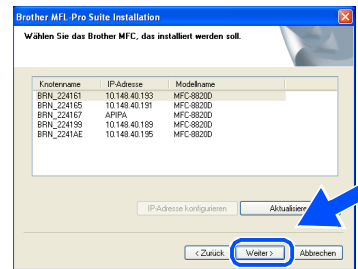 Brother MFL-Pro Suite Installation
Wählen Sie das Brother MFC, das installiert werden soll.
Knotenname IP-Adresse Modellname
BRN_224161 10.148.40.193 MFC-8820D
BRN_224165 10.148.40.191 MFC-8820D
BRN_224167 APIPA MFC-8820D
BRN_224199 10.148.40.189 MFC-8820D
BRN_2241AE 10.148.40.195 MFC-8820D
IP-Adresse konfigurieren Aktualisiere
< Zurück Weiter > Abbrechen